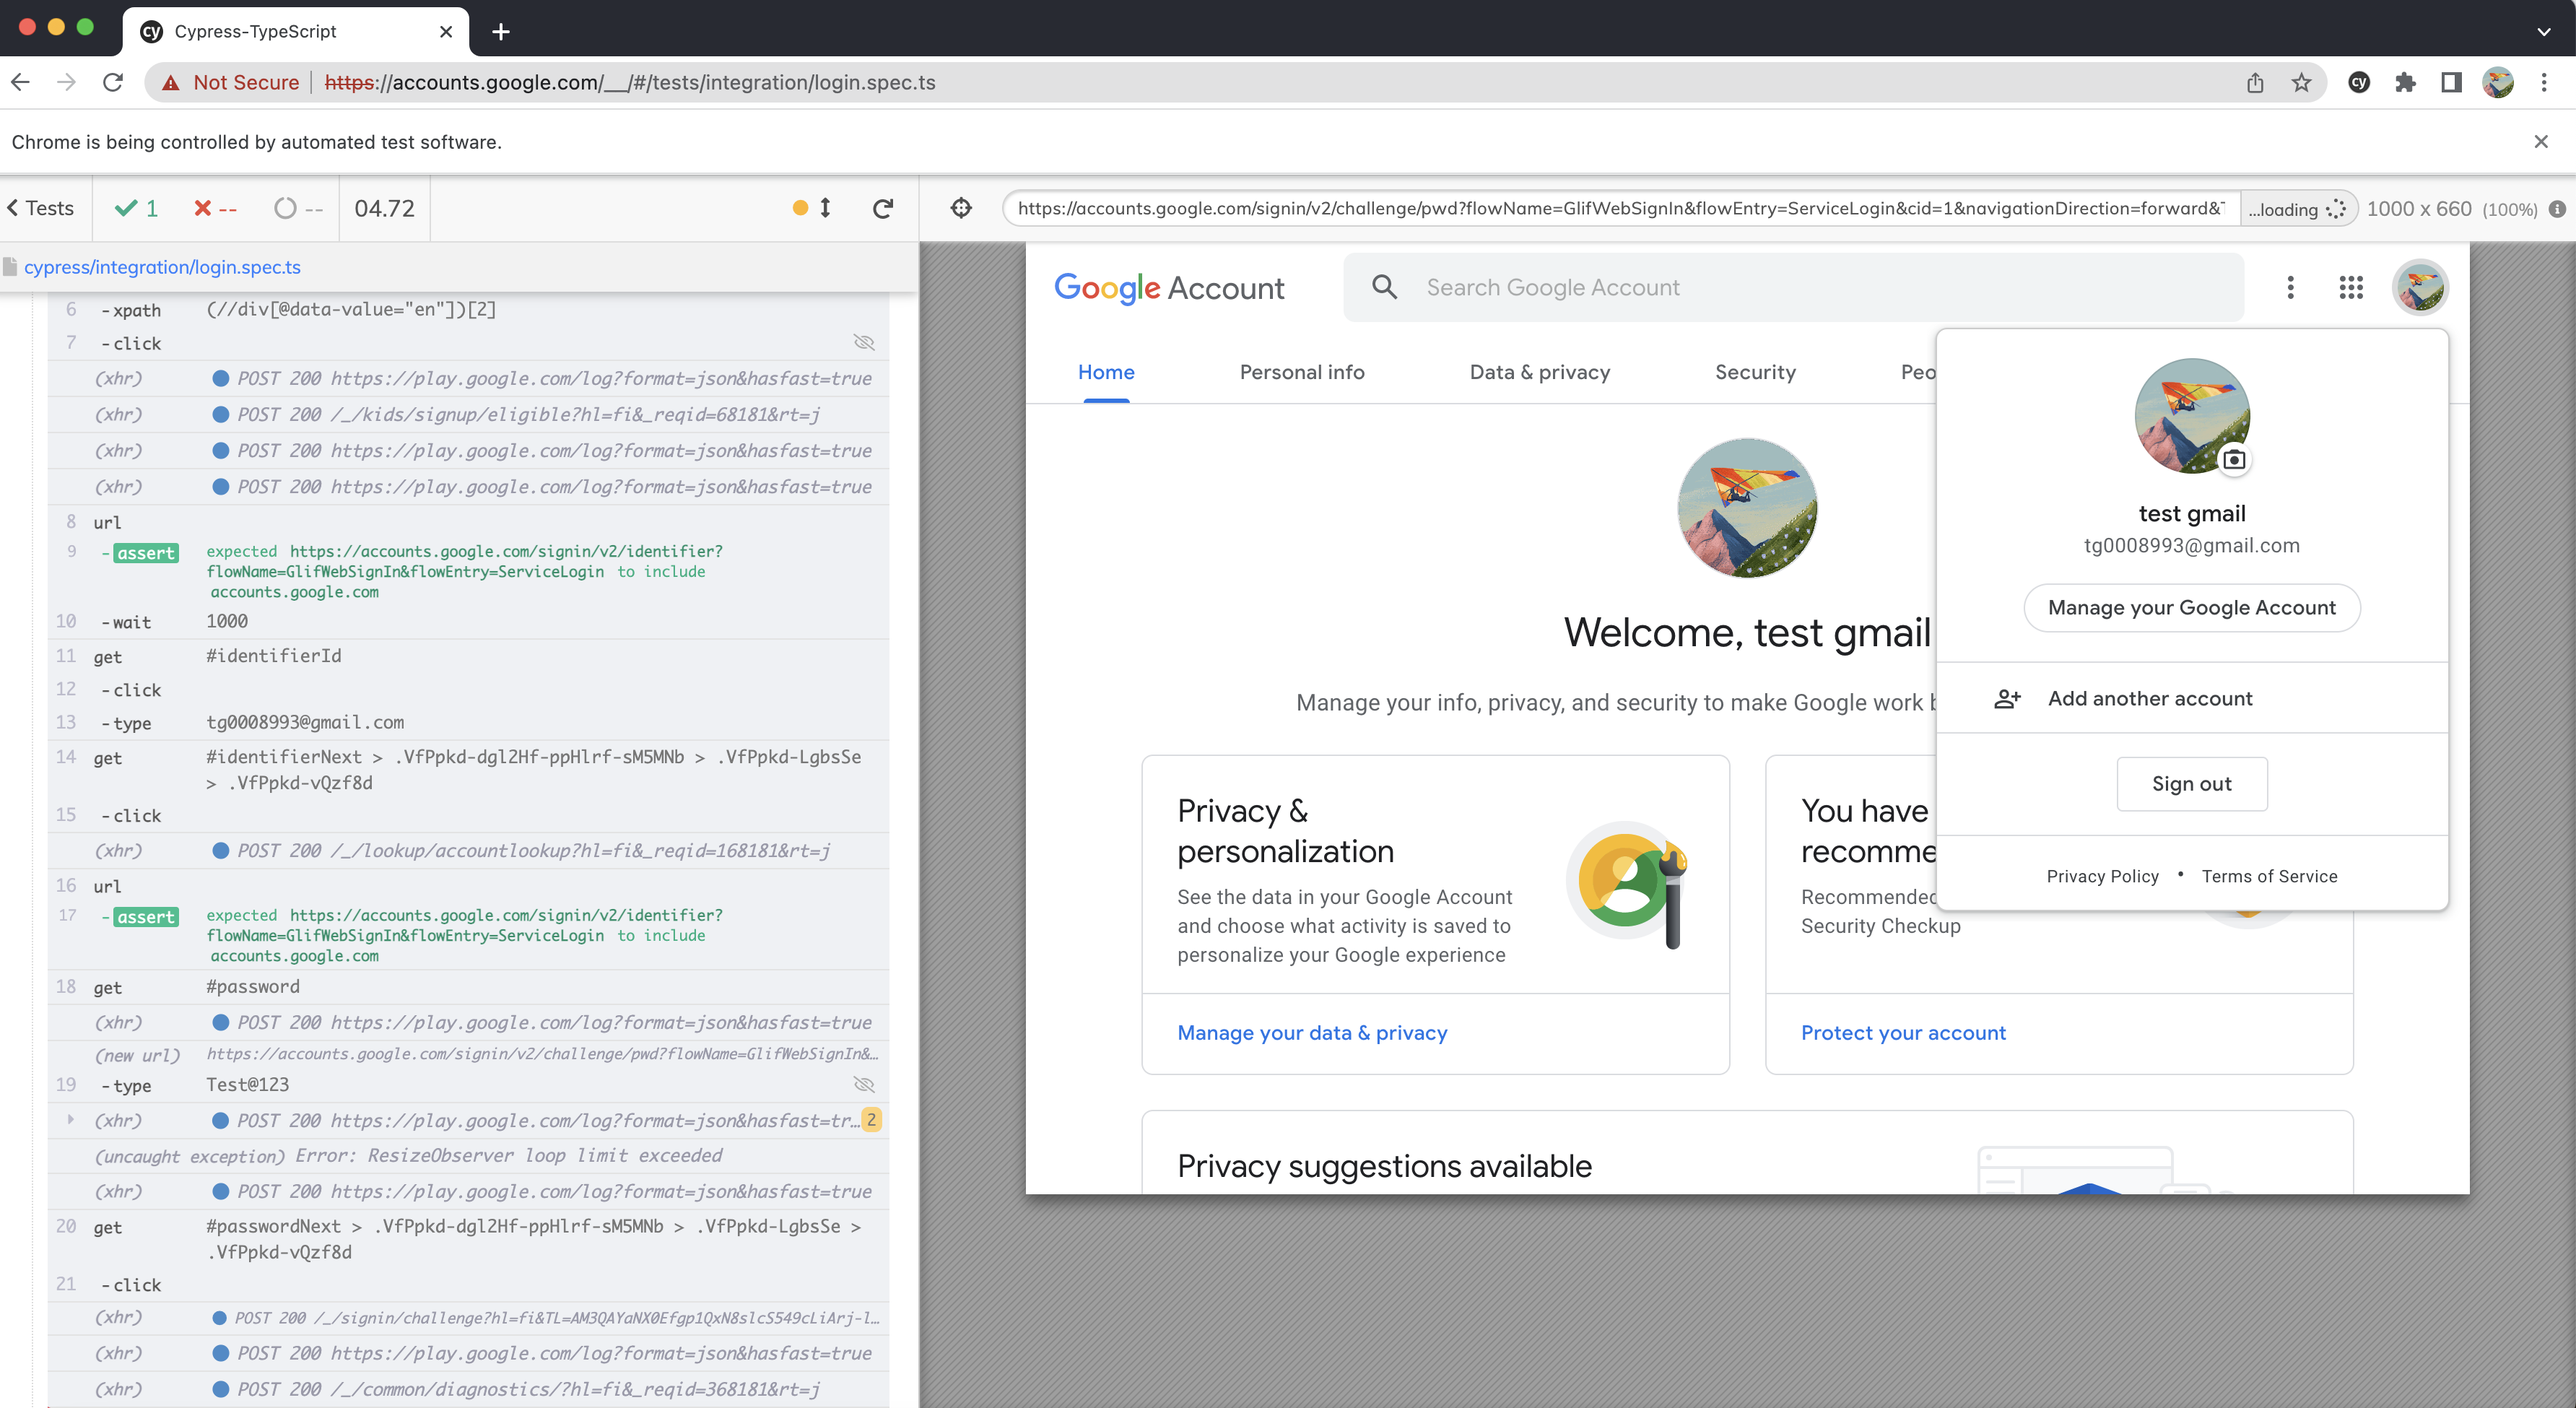 Cypress-TypeScript
Not Secure
https://accounts.google.com/__/#/tests/integration/login.spec.ts
Chrome is being controlled by automated test software.
Tests
1
--
--
04.72
https://accounts.google.com/signin/v2/challenge/pwd?flowName=GlifWebSignIn&flowEntry=ServiceLogin&cid=1&navigationDirection=forward&
...loading
1000 x 660 (100%)
cypress/integration/login.spec.ts
6 -xpath (//div[@data-value="en"])[2]
7 -click
(xhr) POST 200 https://play.google.com/log?format=json&hasfast=true
(xhr) POST 200 /_/kids/signup/eligible?hl=fi&_reqid=68181&rt=j
(xhr) POST 200 https://play.google.com/log?format=json&hasfast=true
(xhr) POST 200 https://play.google.com/log?format=json&hasfast=true
8 url
9 -assert expected https://accounts.google.com/signin/v2/identifier?
flowName=GlifWebSignIn&flowEntry=ServiceLogin to include
accounts.google.com
10 -wait 1000
11 get #identifierId
12 -click
13 -type tg0008993@gmail.com
14 get #identifierNext > .VfPpkd-dgl2Hf-ppHlrf-sM5MNb > .VfPpkd-LgbsSe
> .VfPpkd-vQzf8d
15 -click
(xhr) POST 200 /_/lookup/accountlookup?hl=fi&_reqid=168181&rt=j
16 url
17 -assert expected https://accounts.google.com/signin/v2/identifier?
flowName=GlifWebSignIn&flowEntry=ServiceLogin to include
accounts.google.com
18 get #password
(xhr) POST 200 https://play.google.com/log?format=json&hasfast=true
(new url) https://accounts.google.com/signin/v2/challenge/pwd?flowName=GlifWebSignIn&…
19 -type Test@123
(xhr) POST 200 https://play.google.com/log?format=json&hasfast=tr… 2
(uncaught exception) Error: ResizeObserver loop limit exceeded
(xhr) POST 200 https://play.google.com/log?format=json&hasfast=true
20 get #passwordNext > .VfPpkd-dgl2Hf-ppHlrf-sM5MNb > .VfPpkd-LgbsSe >
.VfPpkd-vQzf8d
21 -click
(xhr) POST 200 /_/signin/challenge?hl=fi&TL=AM3QAYaNX0Efgp1QxN8slcS549cLiArj-l…
(xhr) POST 200 https://play.google.com/log?format=json&hasfast=true
(xhr) POST 200 /_/common/diagnostics/?hl=fi&_reqid=368181&rt=j
Google Account
Search Google Account
Home
Personal info
Data & privacy
Security
Peo
Welcome, test gmail
Manage your info, privacy, and security to make Google work
Privacy &
personalization
See the data in your Google Account
and choose what activity is saved to
personalize your Google experience
Manage your data & privacy
You have
recomme
Recommended
Security Checkup
Protect your account
Privacy suggestions available
test gmail
tg0008993@gmail.com
Manage your Google Account
Add another account
Sign out
Privacy Policy • Terms of Service